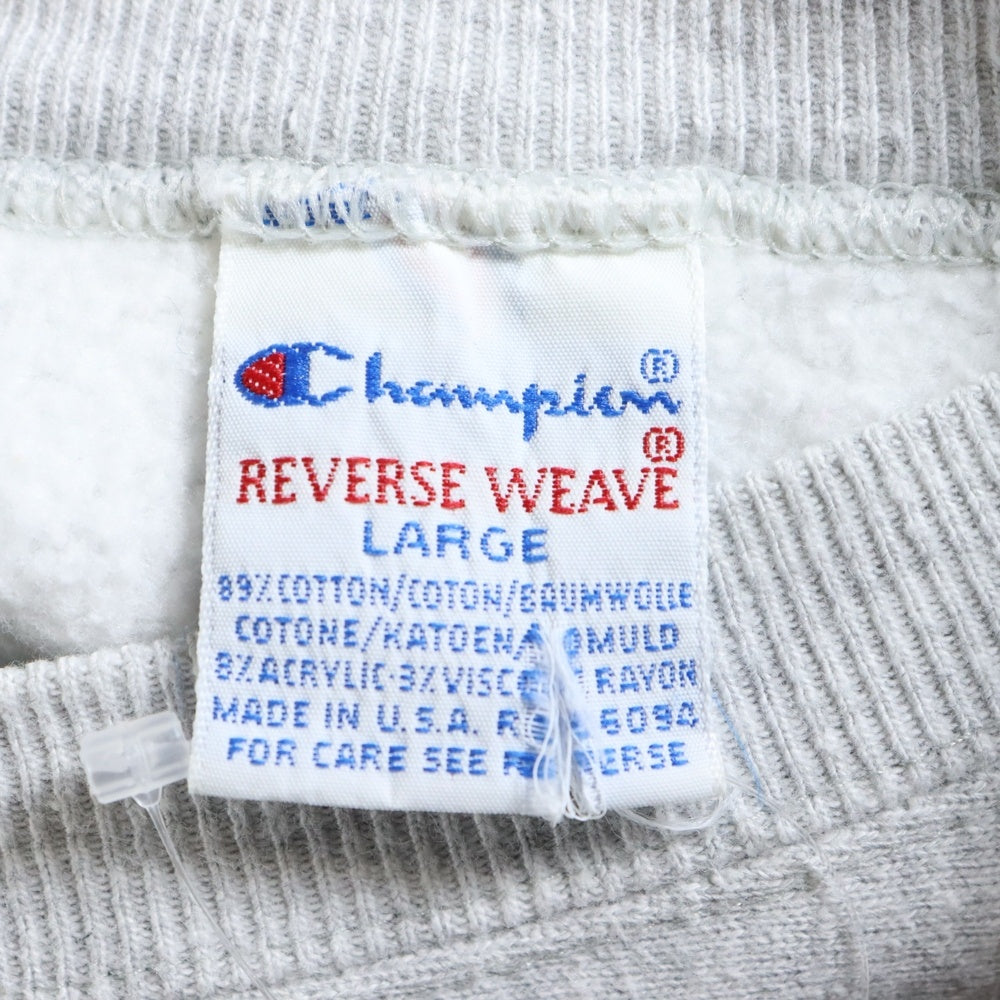 Champion®
REVERSE WEAVE®
LARGE
89% COTTON/COTON/BAUMWOLLE
COTONE/KATOEN/ OMULD
8% ACRYLIC-3% RAYON
MADE IN U.S.A. 6094
FOR CARE SEE